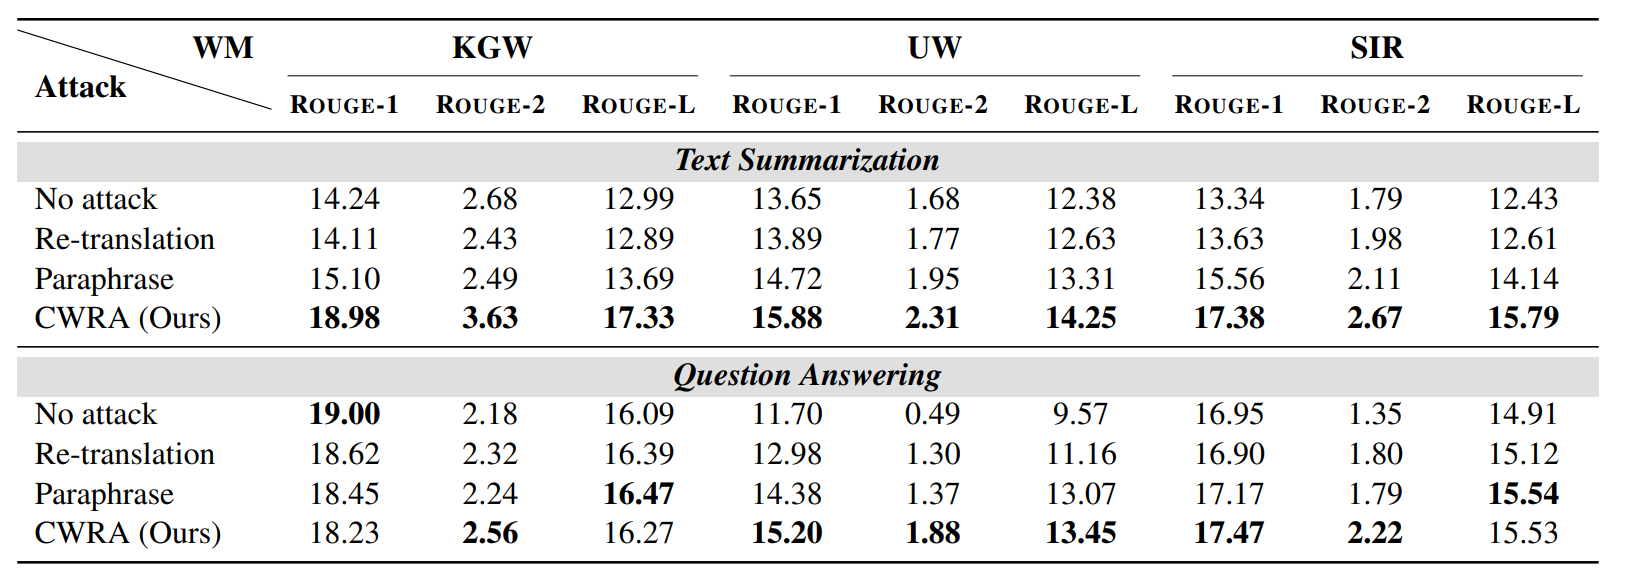 WM KGW UW SIR
Attack
ROUGE-1 ROUGE-2 ROUGE-L ROUGE-1 ROUGE-2 ROUGE-L ROUGE-1 ROUGE-2 ROUGE-L
Text Summarization
No attack 14.24 2.68 12.99 13.65 1.68 12.38 13.34 1.79 12.43
Re-translation 14.11 2.43 12.89 13.89 1.77 12.63 13.63 1.98 12.61
Paraphrase 15.10 2.49 13.69 14.72 1.95 13.31 15.56 2.11 14.14
CWRA (Ours) 18.98 3.63 17.33 15.88 2.31 14.25 17.38 2.67 15.79
Question Answering
No attack 19.00 2.18 16.09 11.70 0.49 9.57 16.95 1.35 14.91
Re-translation 18.62 2.32 16.39 12.98 1.30 11.16 16.90 1.80 15.12
Paraphrase 18.45 2.24 16.47 14.38 1.37 13.07 17.17 1.79 15.54
CWRA (Ours) 18.23 2.56 16.27 15.20 1.88 13.45 17.47 2.22 15.53